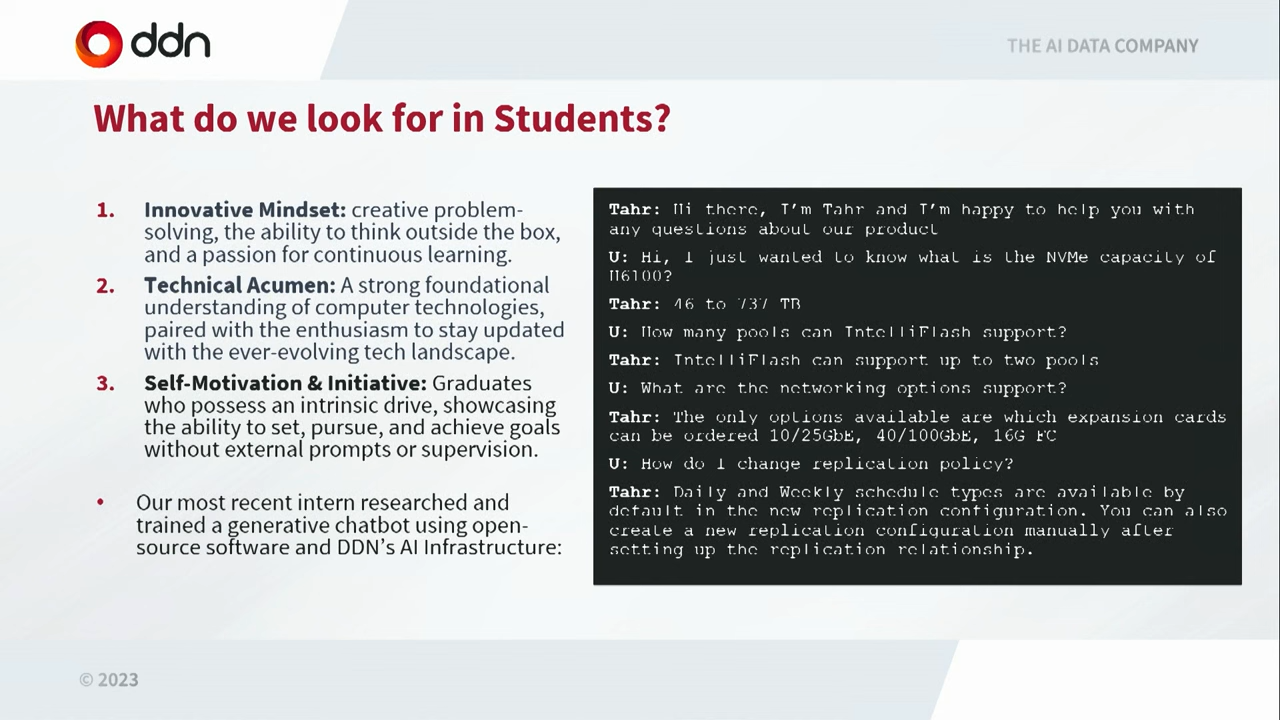 ddn
THE AI DATA COMPANY
What do we look for in Students?
1. Innovative Mindset: creative problem-
solving, the ability to think outside the box,
and a passion for continuous learning.
2. Technical Acumen: A strong foundational
understanding of computer technologies,
paired with the enthusiasm to stay updated
with the ever-evolving tech landscape.
3. Self-Motivation & Initiative: Graduates
who possess an intrinsic drive, showcasing
the ability to set, pursue, and achieve goals
without external prompts or supervision.
• Our most recent intern researched and
trained a generative chatbot using open-
source software and DDN's AI Infrastructure:
Tahr: Hi there, I'm Tahr and I'm happy to help you with
any questions about our product
U: Hi, I just wanted to know what is the NVMe capacity of
H6100?
Tahr: 46 to 737 TB
U: How many pools can IntelliFlash support?
Tahr: IntelliFlash can support up to two pools
U: What are the networking options support?
Tahr: The only options available are which expansion cards
can be ordered 10/25GbE, 40/100GbE, 16G FC
U: How do I change replication policy?
Tahr: Daily and Weekly schedule types are available by
default in the new replication configuration. You can also
create a new replication configuration manually after
setting up the replication relationship.
© 2023